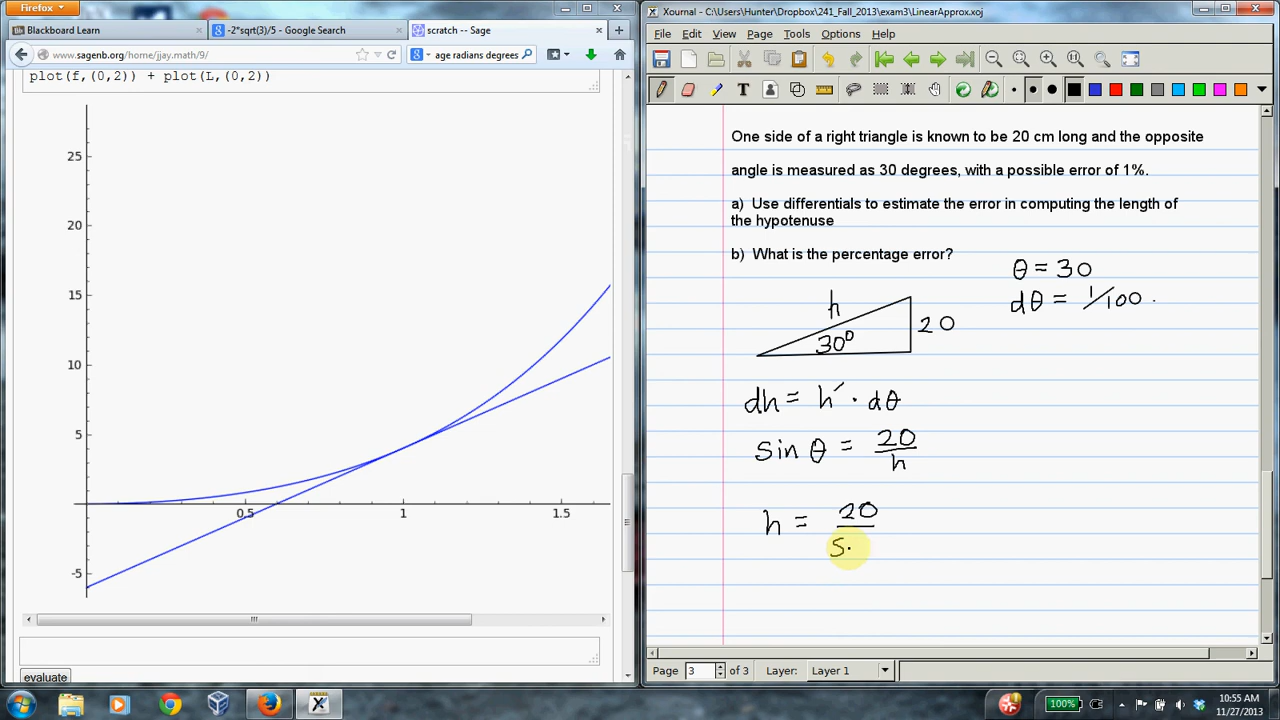 Firefox
Blackboard Learn
-2*sqrt(3)/5 - Google Search
scratch -- Sage
www.sagenb.org/home/jjay.math/9/
age radians degrees
plot(f,(0,2)) + plot(L,(0,2))
25
20
15
10
5
-5
0.5
1
1.5
evaluate
Xournal - C:\Users\Hunter\Dropbox\241_Fall_2013\exam3\LinearApprox.xoj
File Edit View Page Tools Options Help
One side of a right triangle is known to be 20 cm long and the opposite
angle is measured as 30 degrees, with a possible error of 1%.
a) Use differentials to estimate the error in computing the length of
the hypotenuse
b) What is the percentage error?
θ = 30
dθ = 1/100 .
h
30⁰
20
dh = h′ · dθ
sin θ = 20/h
h = 20/s.
Page 3 of 3 Layer: Layer 1
100%
10:55 AM
11/27/2013